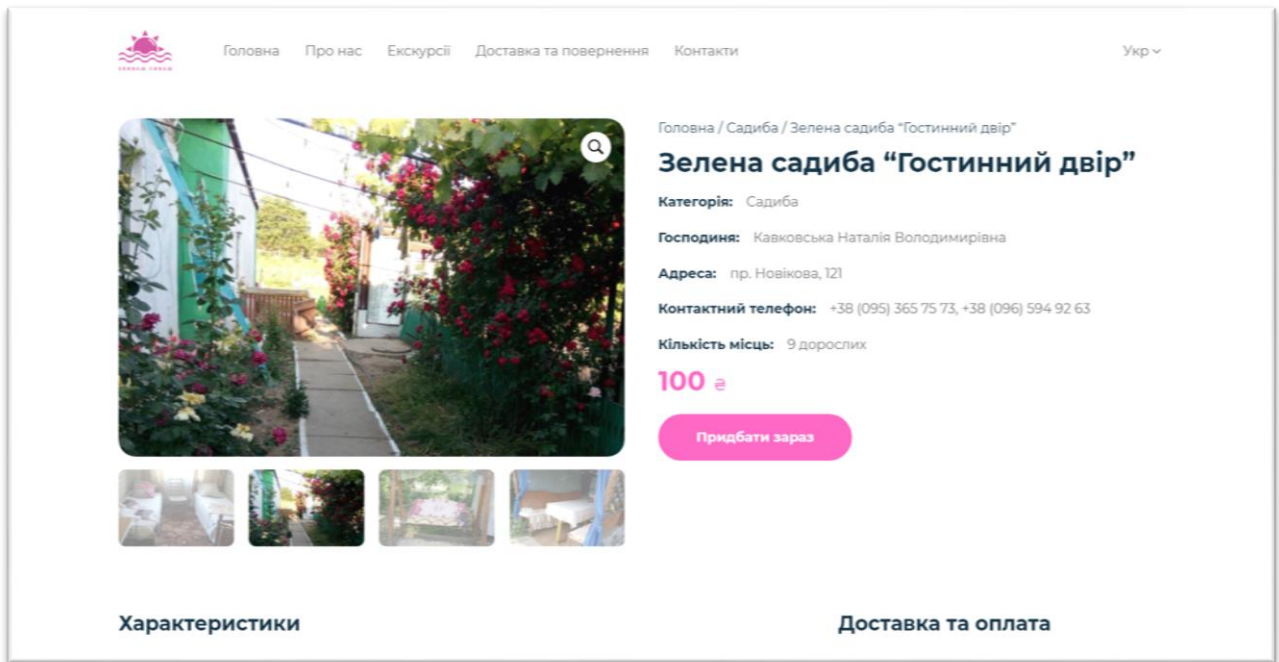 Головна Про нас Екскурсії Доставка та повернення Контакти Укр
Головна / Садиба / Зелена садиба “Гостинний двір”
Зелена садиба “Гостинний двір”
Категорія: Садиба
Господиня: Кавковська Наталія Володимирівна
Адреса: пр. Новікова, 121
Контактний телефон: +38 (095) 365 75 73, +38 (096) 594 92 63
Кількість місць: 9 дорослих
100 ₴
Придбати зараз
Характеристики
Доставка та оплата